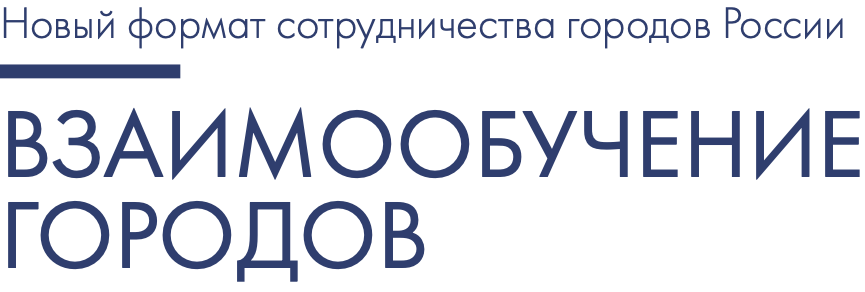 Новый формат сотрудничества городов России
ВЗАИМООБУЧЕНИЕ
ГОРОДОВ